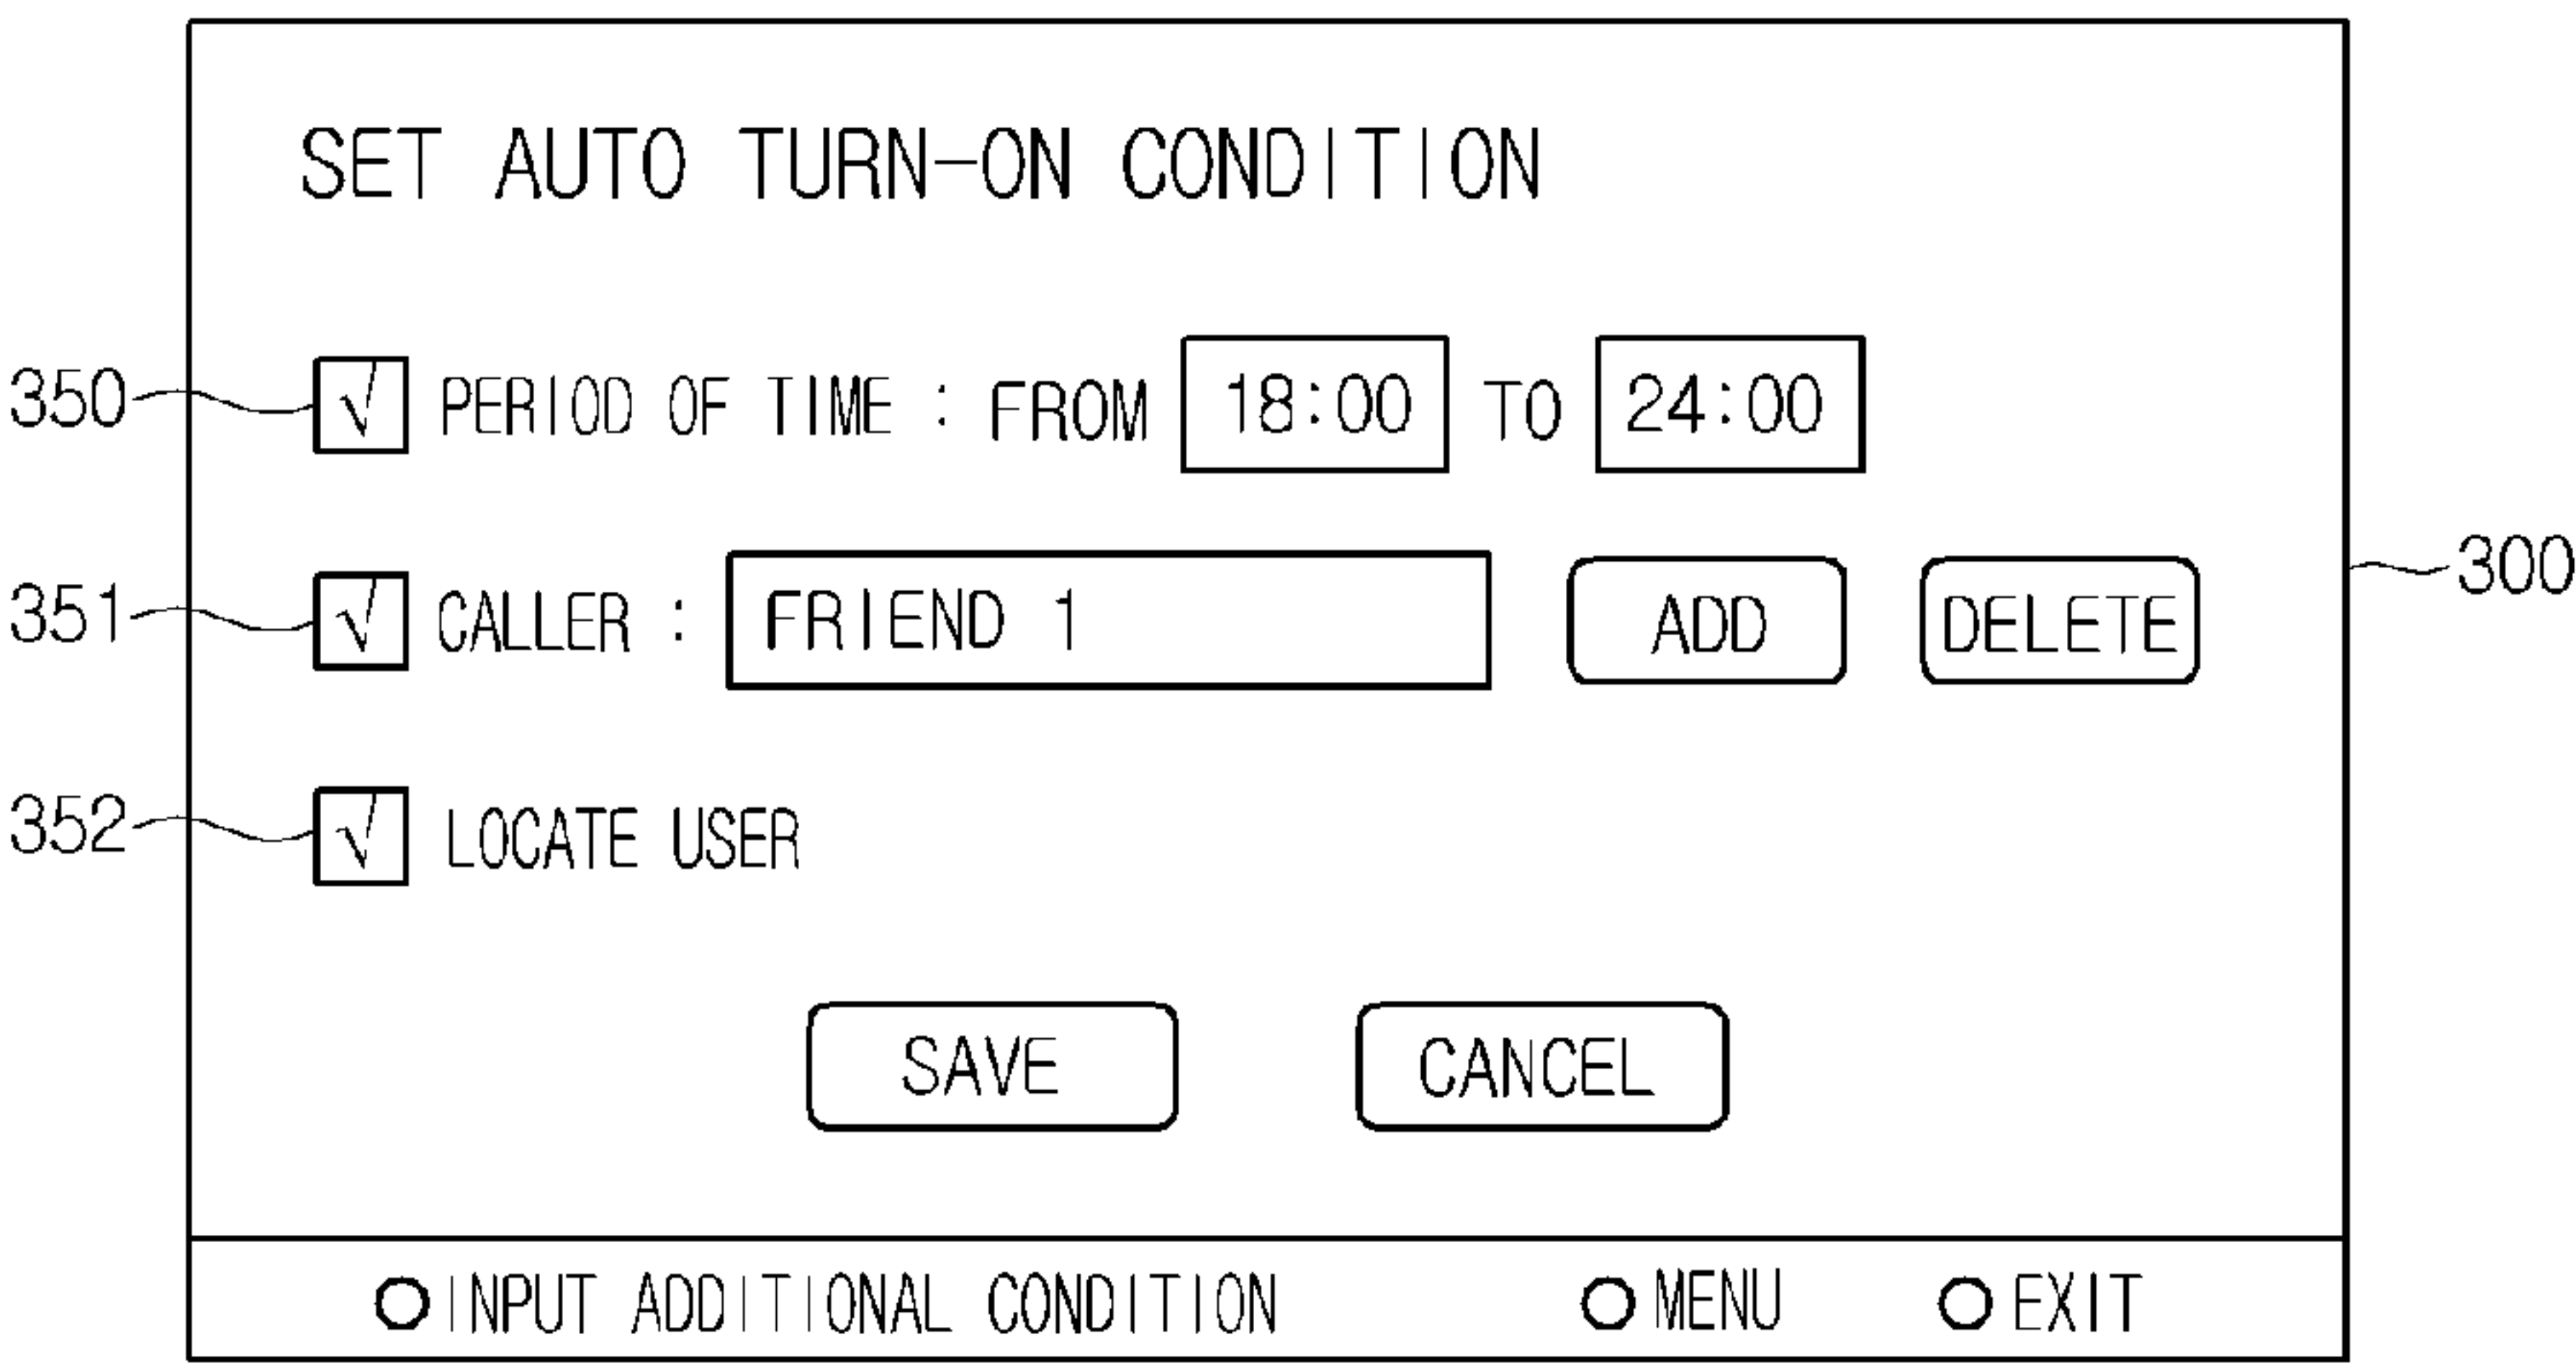 SET AUTO TURN-ON CONDITION
350 √ PERIOD OF TIME : FROM 18:00 TO 24:00
351 √ CALLER : FRIEND 1 ADD DELETE 300
352 √ LOCATE USER
SAVE CANCEL
INPUT ADDITIONAL CONDITION MENU EXIT